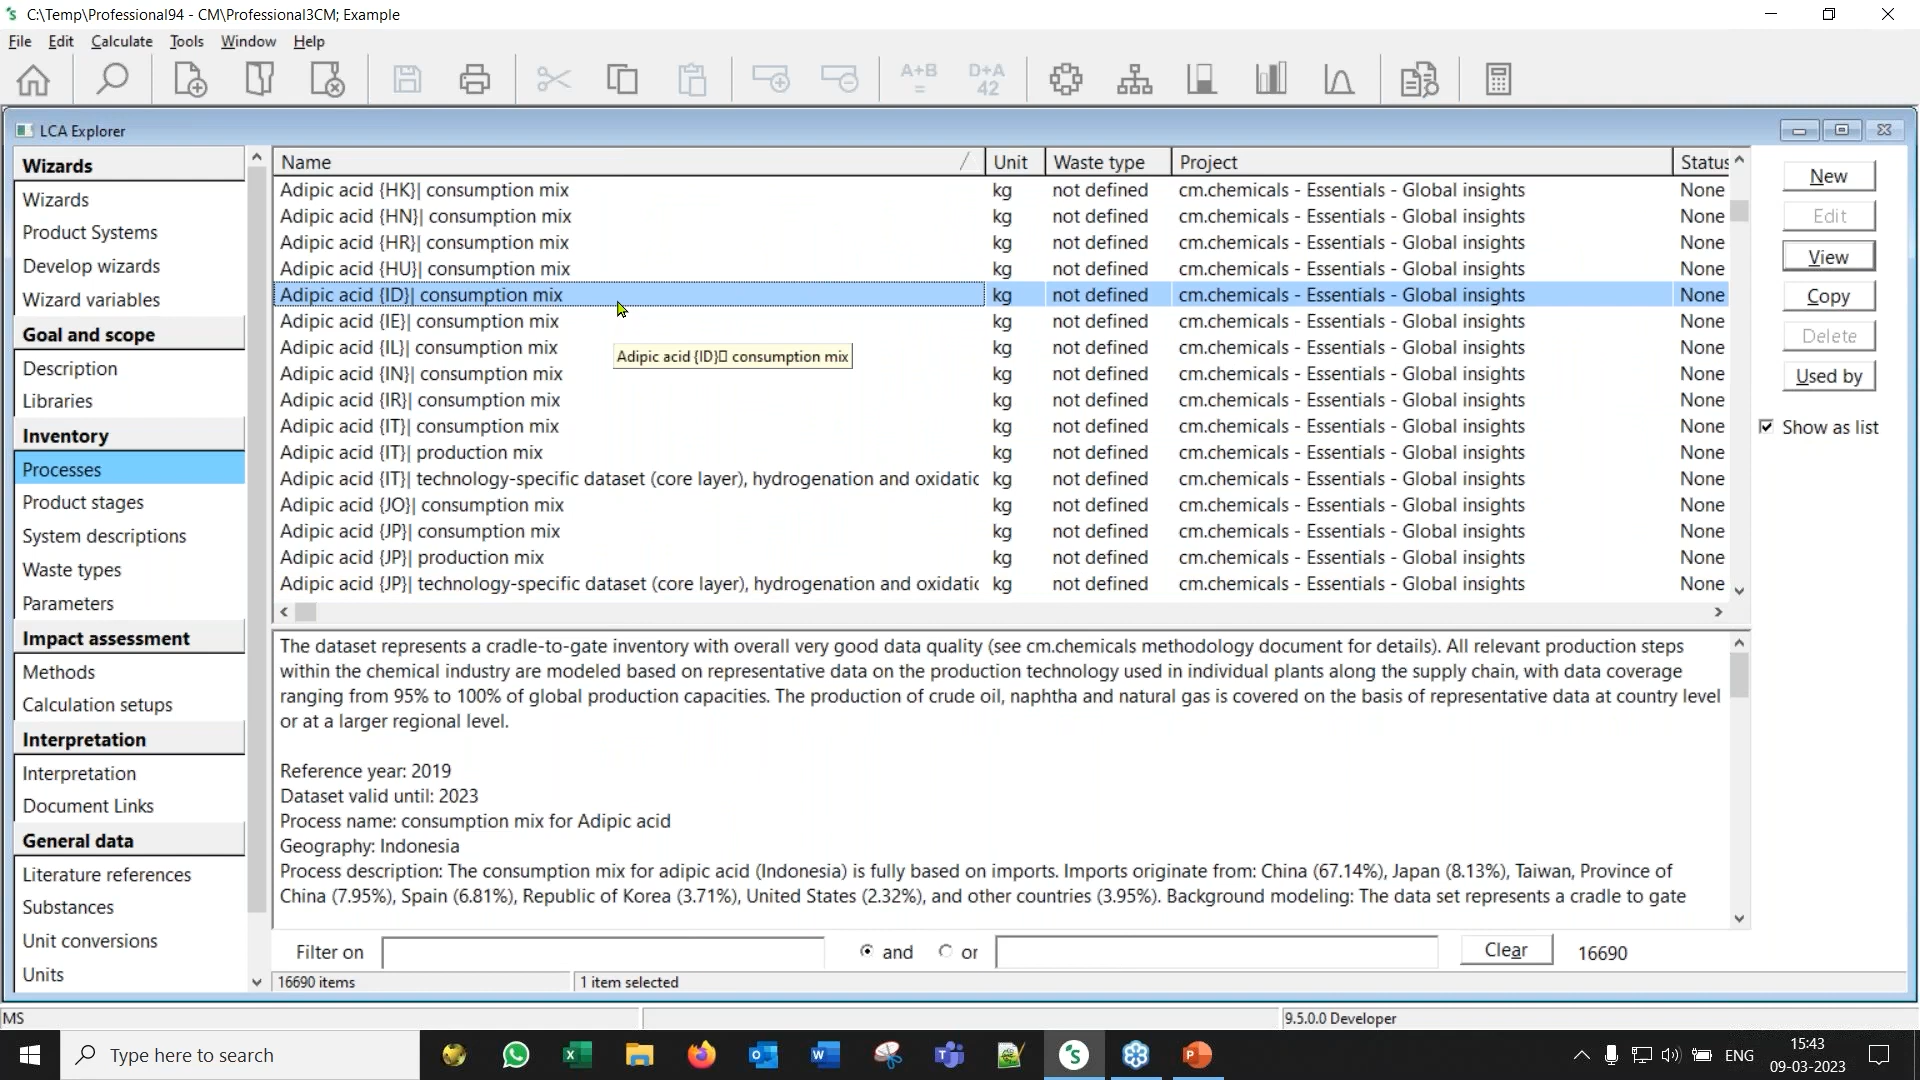 C:\Temp\Professional94 - CM\Professional3CM; Example
File Edit Calculate Tools Window Help
A+B = D+A 42
LCA Explorer
Wizards
Wizards
Product Systems
Develop wizards
Wizard variables
Goal and scope
Description
Libraries
Inventory
Processes
Product stages
System descriptions
Waste types
Parameters
Impact assessment
Methods
Calculation setups
Interpretation
Interpretation
Document Links
General data
Literature references
Substances
Unit conversions
Units
Name Unit Waste type Project Status
Adipic acid {HK}| consumption mix kg not defined cm.chemicals - Essentials - Global insights None
Adipic acid {HN}| consumption mix kg not defined cm.chemicals - Essentials - Global insights None
Adipic acid {HR}| consumption mix kg not defined cm.chemicals - Essentials - Global insights None
Adipic acid {HU}| consumption mix kg not defined cm.chemicals - Essentials - Global insights None
Adipic acid {ID}| consumption mix kg not defined cm.chemicals - Essentials - Global insights None
Adipic acid {IE}| consumption mix kg not defined cm.chemicals - Essentials - Global insights None
Adipic acid {IL}| consumption mix kg not defined cm.chemicals - Essentials - Global insights None
Adipic acid {ID}▯ consumption mix
Adipic acid {IN}| consumption mix kg not defined cm.chemicals - Essentials - Global insights None
Adipic acid {IR}| consumption mix kg not defined cm.chemicals - Essentials - Global insights None
Adipic acid {IT}| consumption mix kg not defined cm.chemicals - Essentials - Global insights None
Adipic acid {IT}| production mix kg not defined cm.chemicals - Essentials - Global insights None
Adipic acid {IT}| technology-specific dataset (core layer), hydrogenation and oxidatic kg not defined cm.chemicals - Essentials - Global insights None
Adipic acid {JO}| consumption mix kg not defined cm.chemicals - Essentials - Global insights None
Adipic acid {JP}| consumption mix kg not defined cm.chemicals - Essentials - Global insights None
Adipic acid {JP}| production mix kg not defined cm.chemicals - Essentials - Global insights None
Adipic acid {JP}| technology-specific dataset (core layer), hydrogenation and oxidatic kg not defined cm.chemicals - Essentials - Global insights None
New
Edit
View
Copy
Delete
Used by
Show as list
The dataset represents a cradle-to-gate inventory with overall very good data quality (see cm.chemicals methodology document for details). All relevant production steps
within the chemical industry are modeled based on representative data on the production technology used in individual plants along the supply chain, with data coverage
ranging from 95% to 100% of global production capacities. The production of crude oil, naphtha and natural gas is covered on the basis of representative data at country level
or at a larger regional level.
Reference year: 2019
Dataset valid until: 2023
Process name: consumption mix for Adipic acid
Geography: Indonesia
Process description: The consumption mix for adipic acid (Indonesia) is fully based on imports. Imports originate from: China (67.14%), Japan (8.13%), Taiwan, Province of
China (7.95%), Spain (6.81%), Republic of Korea (3.71%), United States (2.32%), and other countries (3.95%). Background modeling: The data set represents a cradle to gate
Filter on and or Clear 16690
16690 items 1 item selected
MS 9.5.0.0 Developer
Type here to search
ENG
15:43
09-03-2023